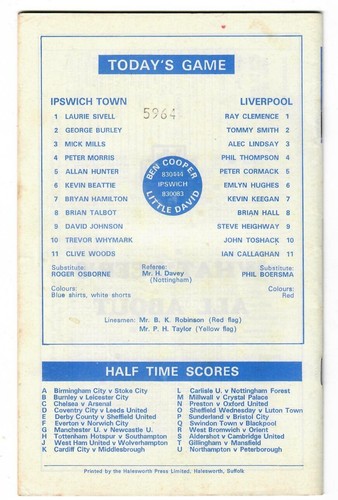 TODAY'S GAME
IPSWICH TOWN 5964 LIVERPOOL
1 LAURIE SIVELL RAY CLEMENCE 1
2 GEORGE BURLEY TOMMY SMITH 2
3 MICK MILLS ALEC LINDSAY 3
4 PETER MORRIS PHIL THOMPSON 4
5 ALLAN HUNTER PETER CORMACK 5
6 KEVIN BEATTIE EMLYN HUGHES 6
7 BRYAN HAMILTON KEVIN KEEGAN 7
8 BRIAN TALBOT BRIAN HALL 8
9 DAVID JOHNSON STEVE HEIGHWAY 9
10 TREVOR WHYMARK JOHN TOSHACK 10
11 CLIVE WOODS IAN CALLAGHAN 11
BEN COOPER
830444
IPSWICH
830083
LITTLE DAVID
Substitute: Referee: Substitute:
ROGER OSBORNE Mr. H. Davey PHIL BOERSMA
(Nottingham)
Colours: Colours:
Blue shirts, white shorts Red
Linesmen: Mr. B. K. Robinson (Red flag)
Mr. P. H. Taylor (Yellow flag)
HALF TIME SCORES
A Birmingham City v Stoke City
B Burnley v Leicester City
C Chelsea v Arsenal
D Coventry City v Leeds United
E Derby County v Sheffield United
F Everton v Norwich City
G Manchester U. v Newcastle U.
H Tottenham Hotspur v Southampton
J West Ham United v Wolverhampton
K Cardiff City v Middlesbrough
L Carlisle U. v Nottingham Forest
M Millwall v Crystal Palace
N Preston v Oxford United
O Sheffield Wednesday v Luton Town
P Sunderland v Bristol City
Q Swindon Town v Blackpool
R West Bromwich v Orient
S Aldershot v Cambridge United
T Gillingham v Mansfield
U Northampton v Peterborough
Printed by the Halesworth Press Limited, Halesworth, Suffolk